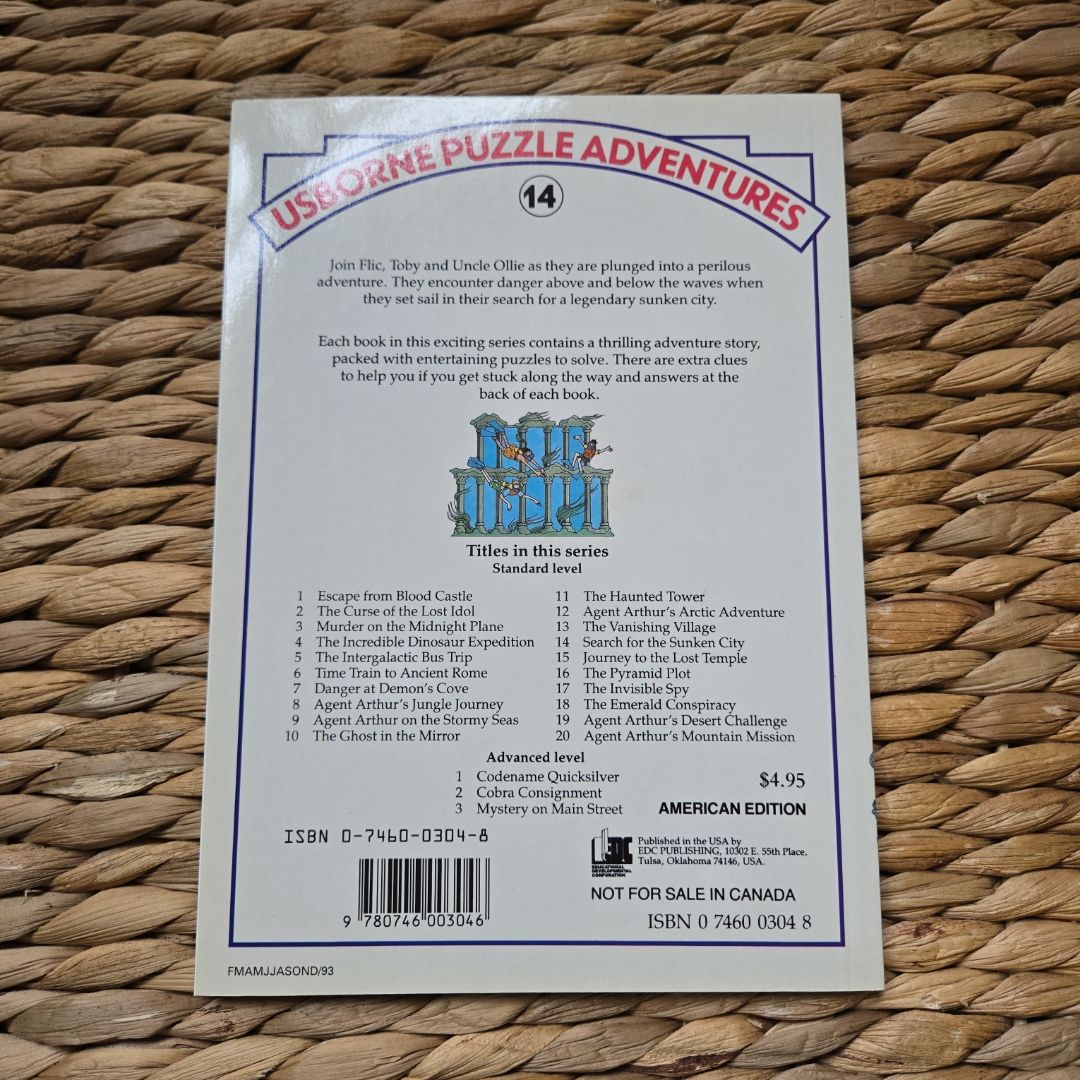 USBORNE PUZZLE ADVENTURES
14
Join Flic, Toby and Uncle Ollie as they are plunged into a perilous
adventure. They encounter danger above and below the waves when
they set sail in their search for a legendary sunken city.
Each book in this exciting series contains a thrilling adventure story,
packed with entertaining puzzles to solve. There are extra clues
to help you if you get stuck along the way and answers at the
back of each book.
Titles in this series
Standard level
1 Escape from Blood Castle
2 The Curse of the Lost Idol
3 Murder on the Midnight Plane
4 The Incredible Dinosaur Expedition
5 The Intergalactic Bus Trip
6 Time Train to Ancient Rome
7 Danger at Demon's Cove
8 Agent Arthur's Jungle Journey
9 Agent Arthur on the Stormy Seas
10 The Ghost in the Mirror
11 The Haunted Tower
12 Agent Arthur's Arctic Adventure
13 The Vanishing Village
14 Search for the Sunken City
15 Journey to the Lost Temple
16 The Pyramid Plot
17 The Invisible Spy
18 The Emerald Conspiracy
19 Agent Arthur's Desert Challenge
20 Agent Arthur's Mountain Mission
Advanced level
1 Codename Quicksilver
2 Cobra Consignment
3 Mystery on Main Street
$4.95
AMERICAN EDITION
ISBN 0-7460-0304-8
9 780746 003046
EDC
EDUCATIONAL
DEVELOPMENTAL
CORPORATION
Published in the USA by
EDC PUBLISHING, 10302 E. 55th Place,
Tulsa, Oklahoma 74146, USA.
NOT FOR SALE IN CANADA
ISBN 0 7460 0304 8
FMAMJJASOND/93